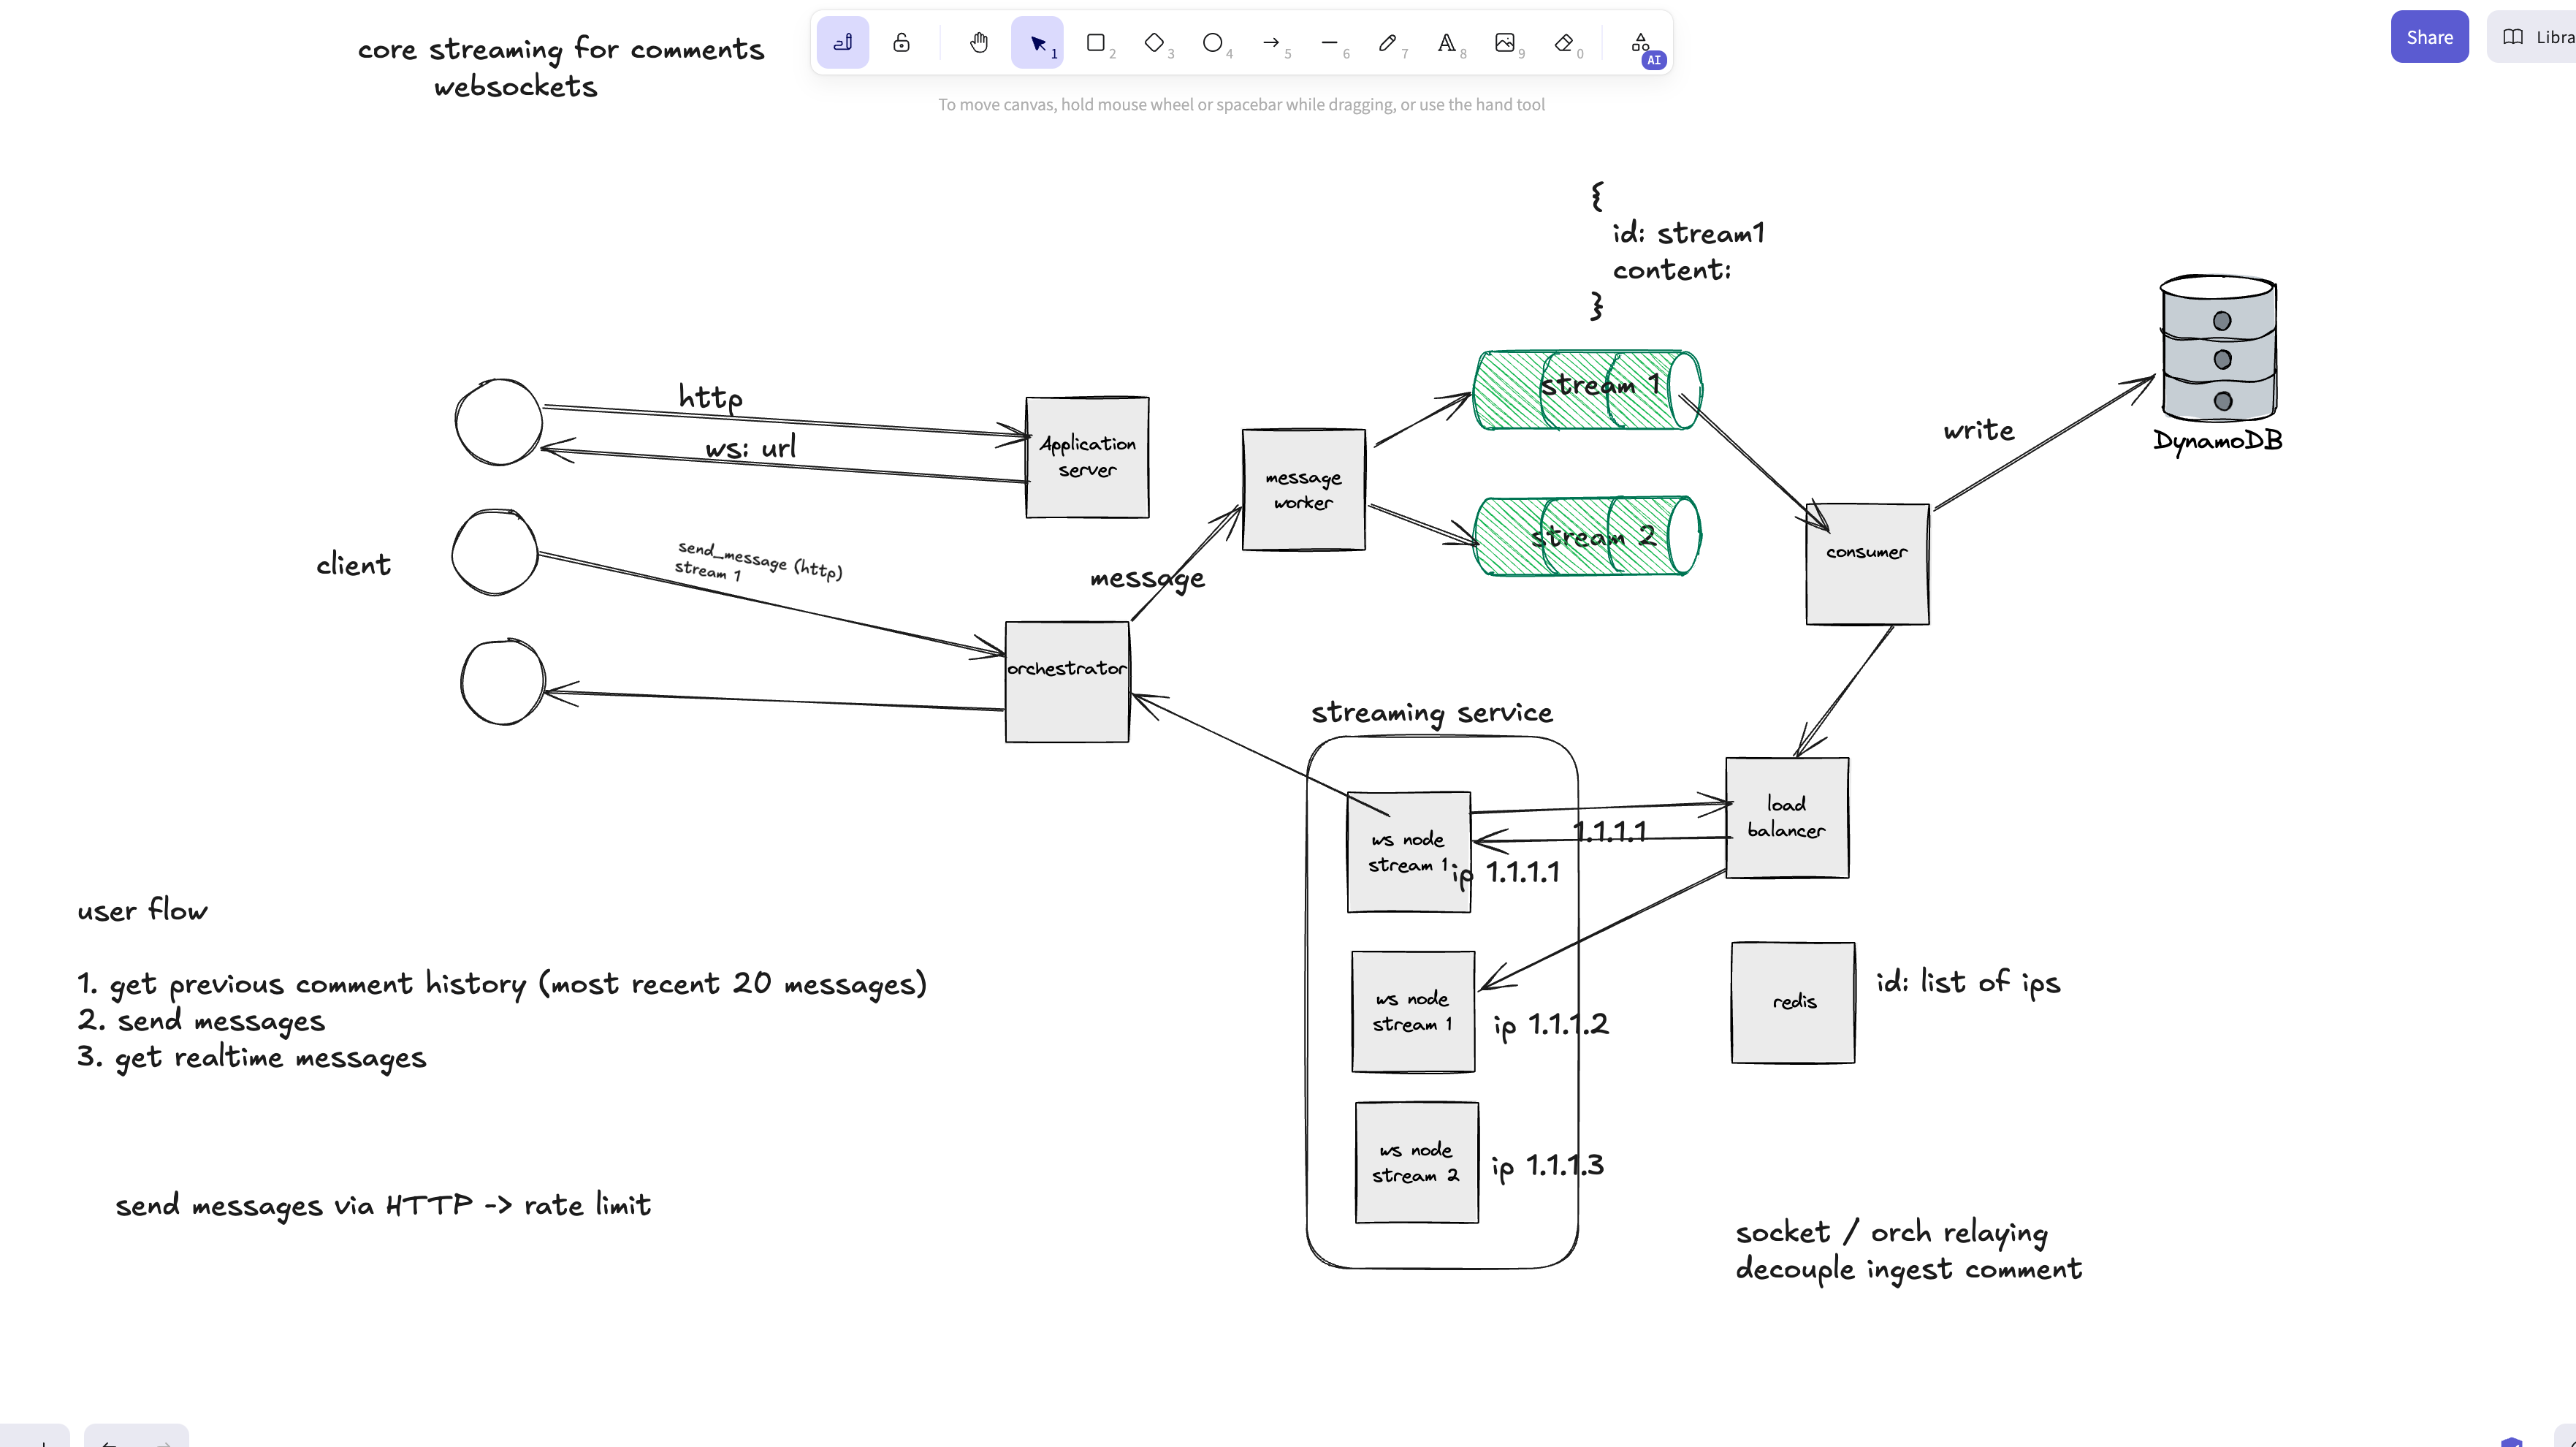 core streaming for comments
websockets
1
2
3
4
5
6
7
8
9
0
AI
Share
Libra
To move canvas, hold mouse wheel or spacebar while dragging, or use the hand tool
{
id: stream1
content:
}
http
ws: url
Application
server
client
send_message (http)
stream 1
message
message
worker
stream 1
stream 2
consumer
write
DynamoDB
orchestrator
streaming service
ws node
stream 1
ip 1.1.1.1
1.1.1.1
load
balancer
ws node
stream 1
ip 1.1.1.2
ws node
stream 2
ip 1.1.1.3
redis
id: list of ips
user flow
1. get previous comment history (most recent 20 messages)
2. send messages
3. get realtime messages
send messages via HTTP -> rate limit
socket / orch relaying
decouple ingest comment